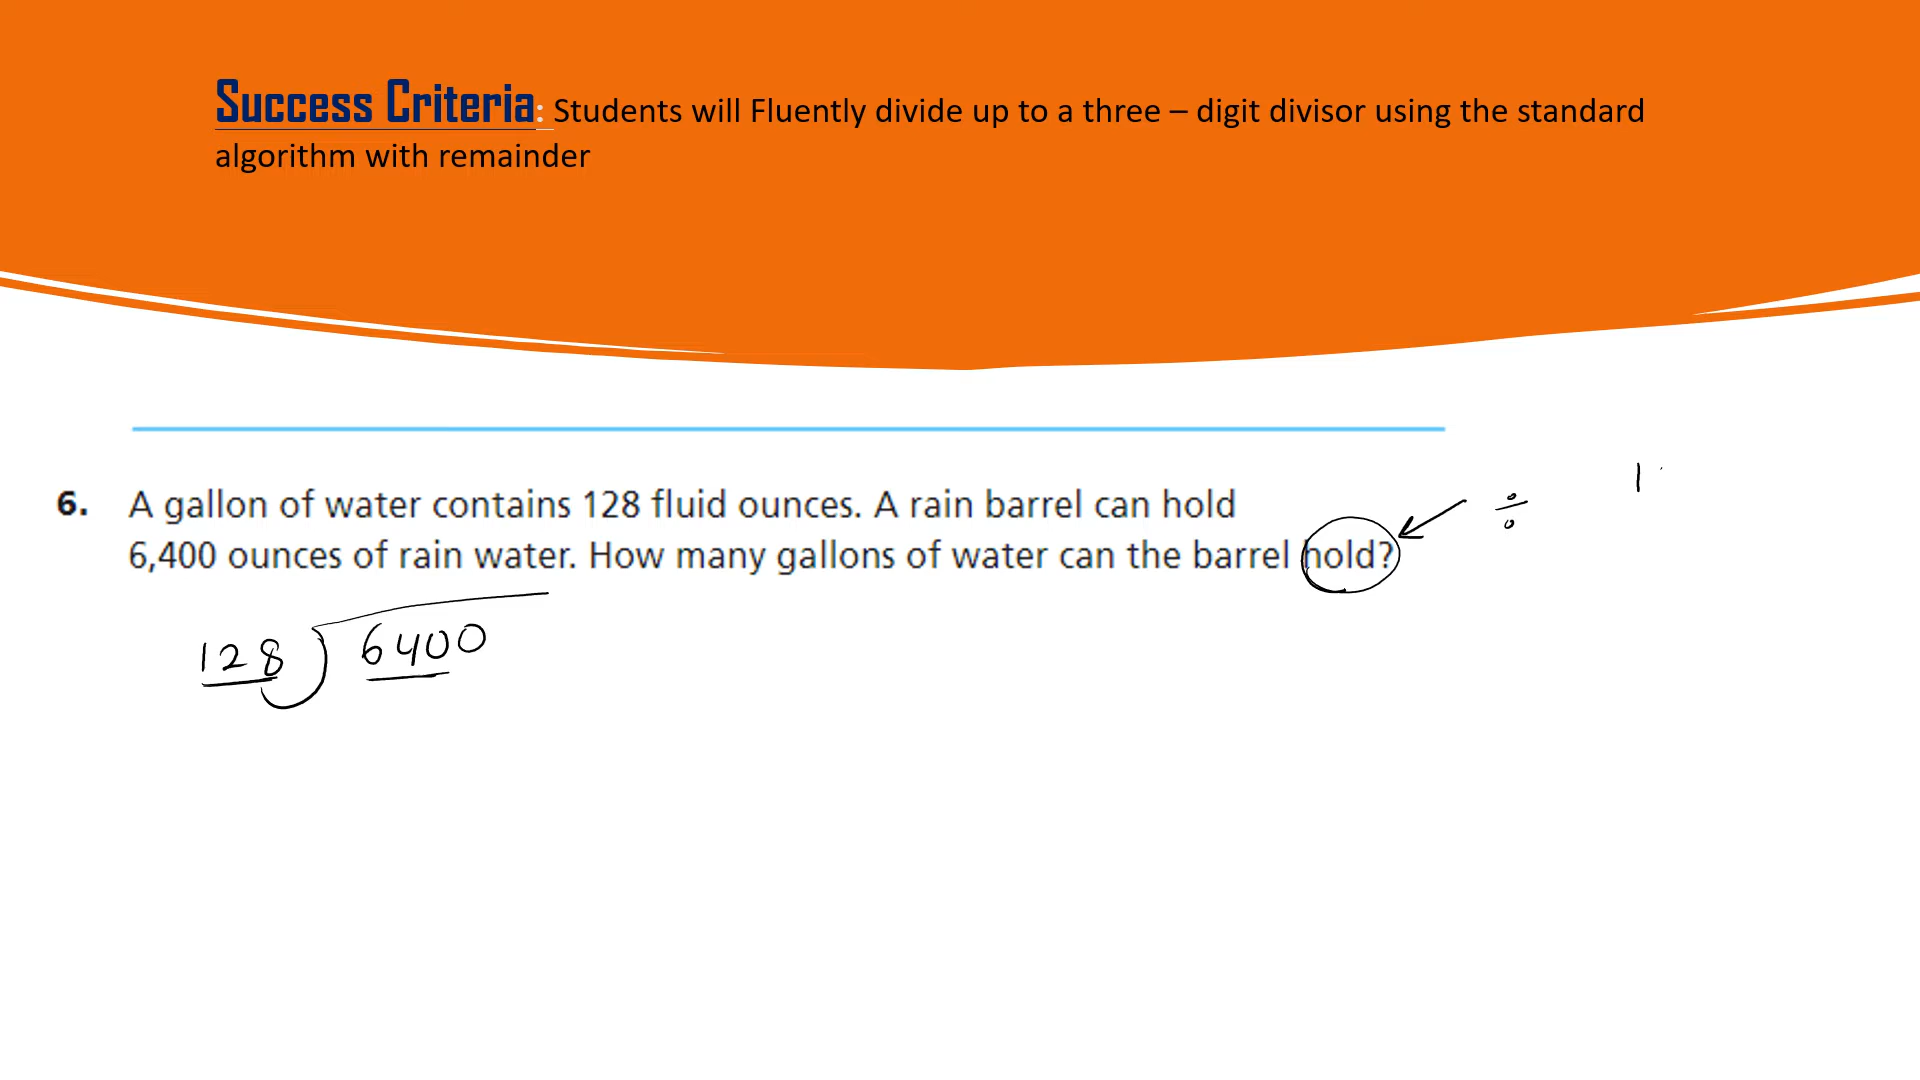 Success Criteria: Students will Fluently divide up to a three – digit divisor using the standard
algorithm with remainder
6. A gallon of water contains 128 fluid ounces. A rain barrel can hold
6,400 ounces of rain water. How many gallons of water can the barrel hold?
÷ 1
128 ) 6400